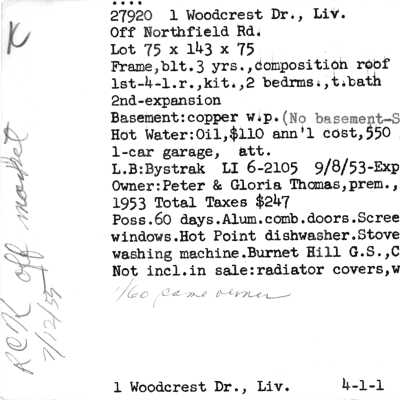 27920 1 Woodcrest Dr., Liv.
Off Northfield Rd.
Lot 75 x 143 x 75
Frame,blt.3 yrs.,composition roof
1st-4-l.r.,kit.,2 bedrms.,t.bath
2nd-expansion
Basement:copper w.p.(No basement-S
Hot Water:Oil,$110 ann'l cost,550
1-car garage, att.
L.B:Bystrak LI 6-2105 9/8/53-Exp
Owner:Peter & Gloria Thomas,prem.,
1953 Total Taxes $247
Poss.60 days.Alum.comb.doors.Scree
windows.Hot Point dishwasher.Stove
washing machine.Burnet Hill G.S.,C
Not incl.in sale:radiator covers,w
1/60 same owner
off market
1 Woodcrest Dr., Liv. 4-1-1